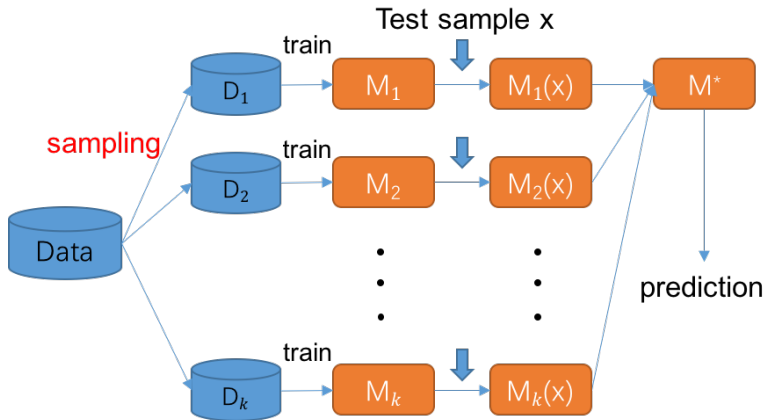 Test sample x
train
D₁
M₁
M₁(x)
M*
sampling
train
D₂
M₂
M₂(x)
Data
prediction
train
Dₖ
Mₖ
Mₖ(x)